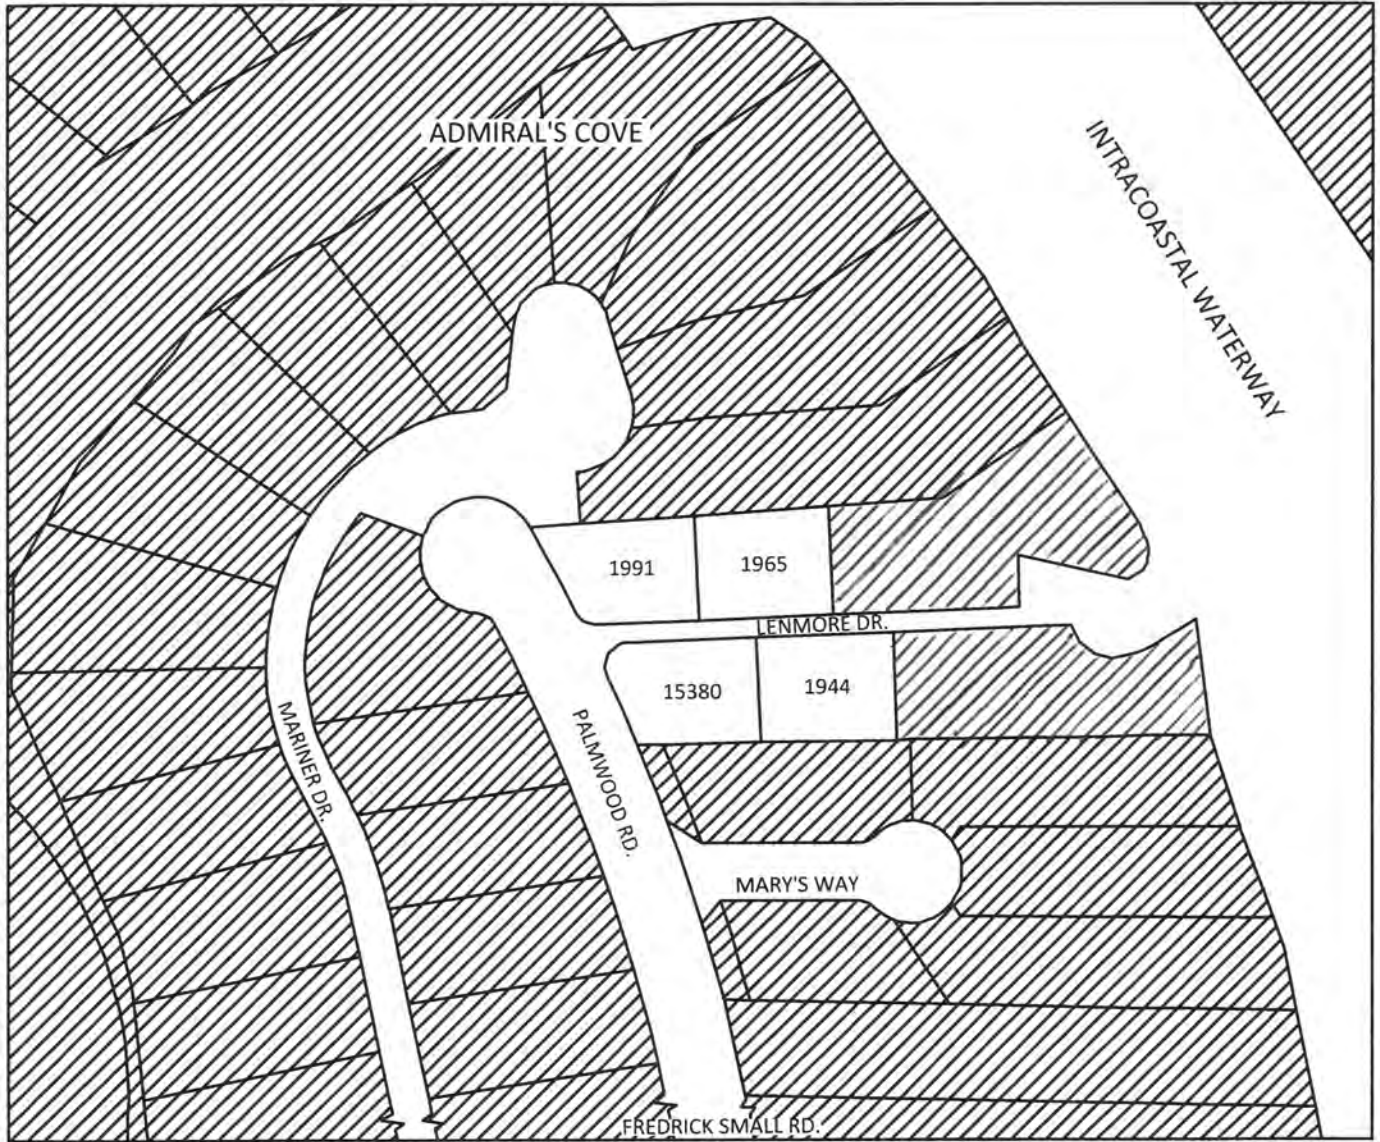 ADMIRAL'S COVE
INTRACOASTAL WATERWAY
1991
1965
LENMORE DR.
15380
1944
MARINER DR.
PALMWOOD RD.
MARY'S WAY
FREDRICK SMALL RD.